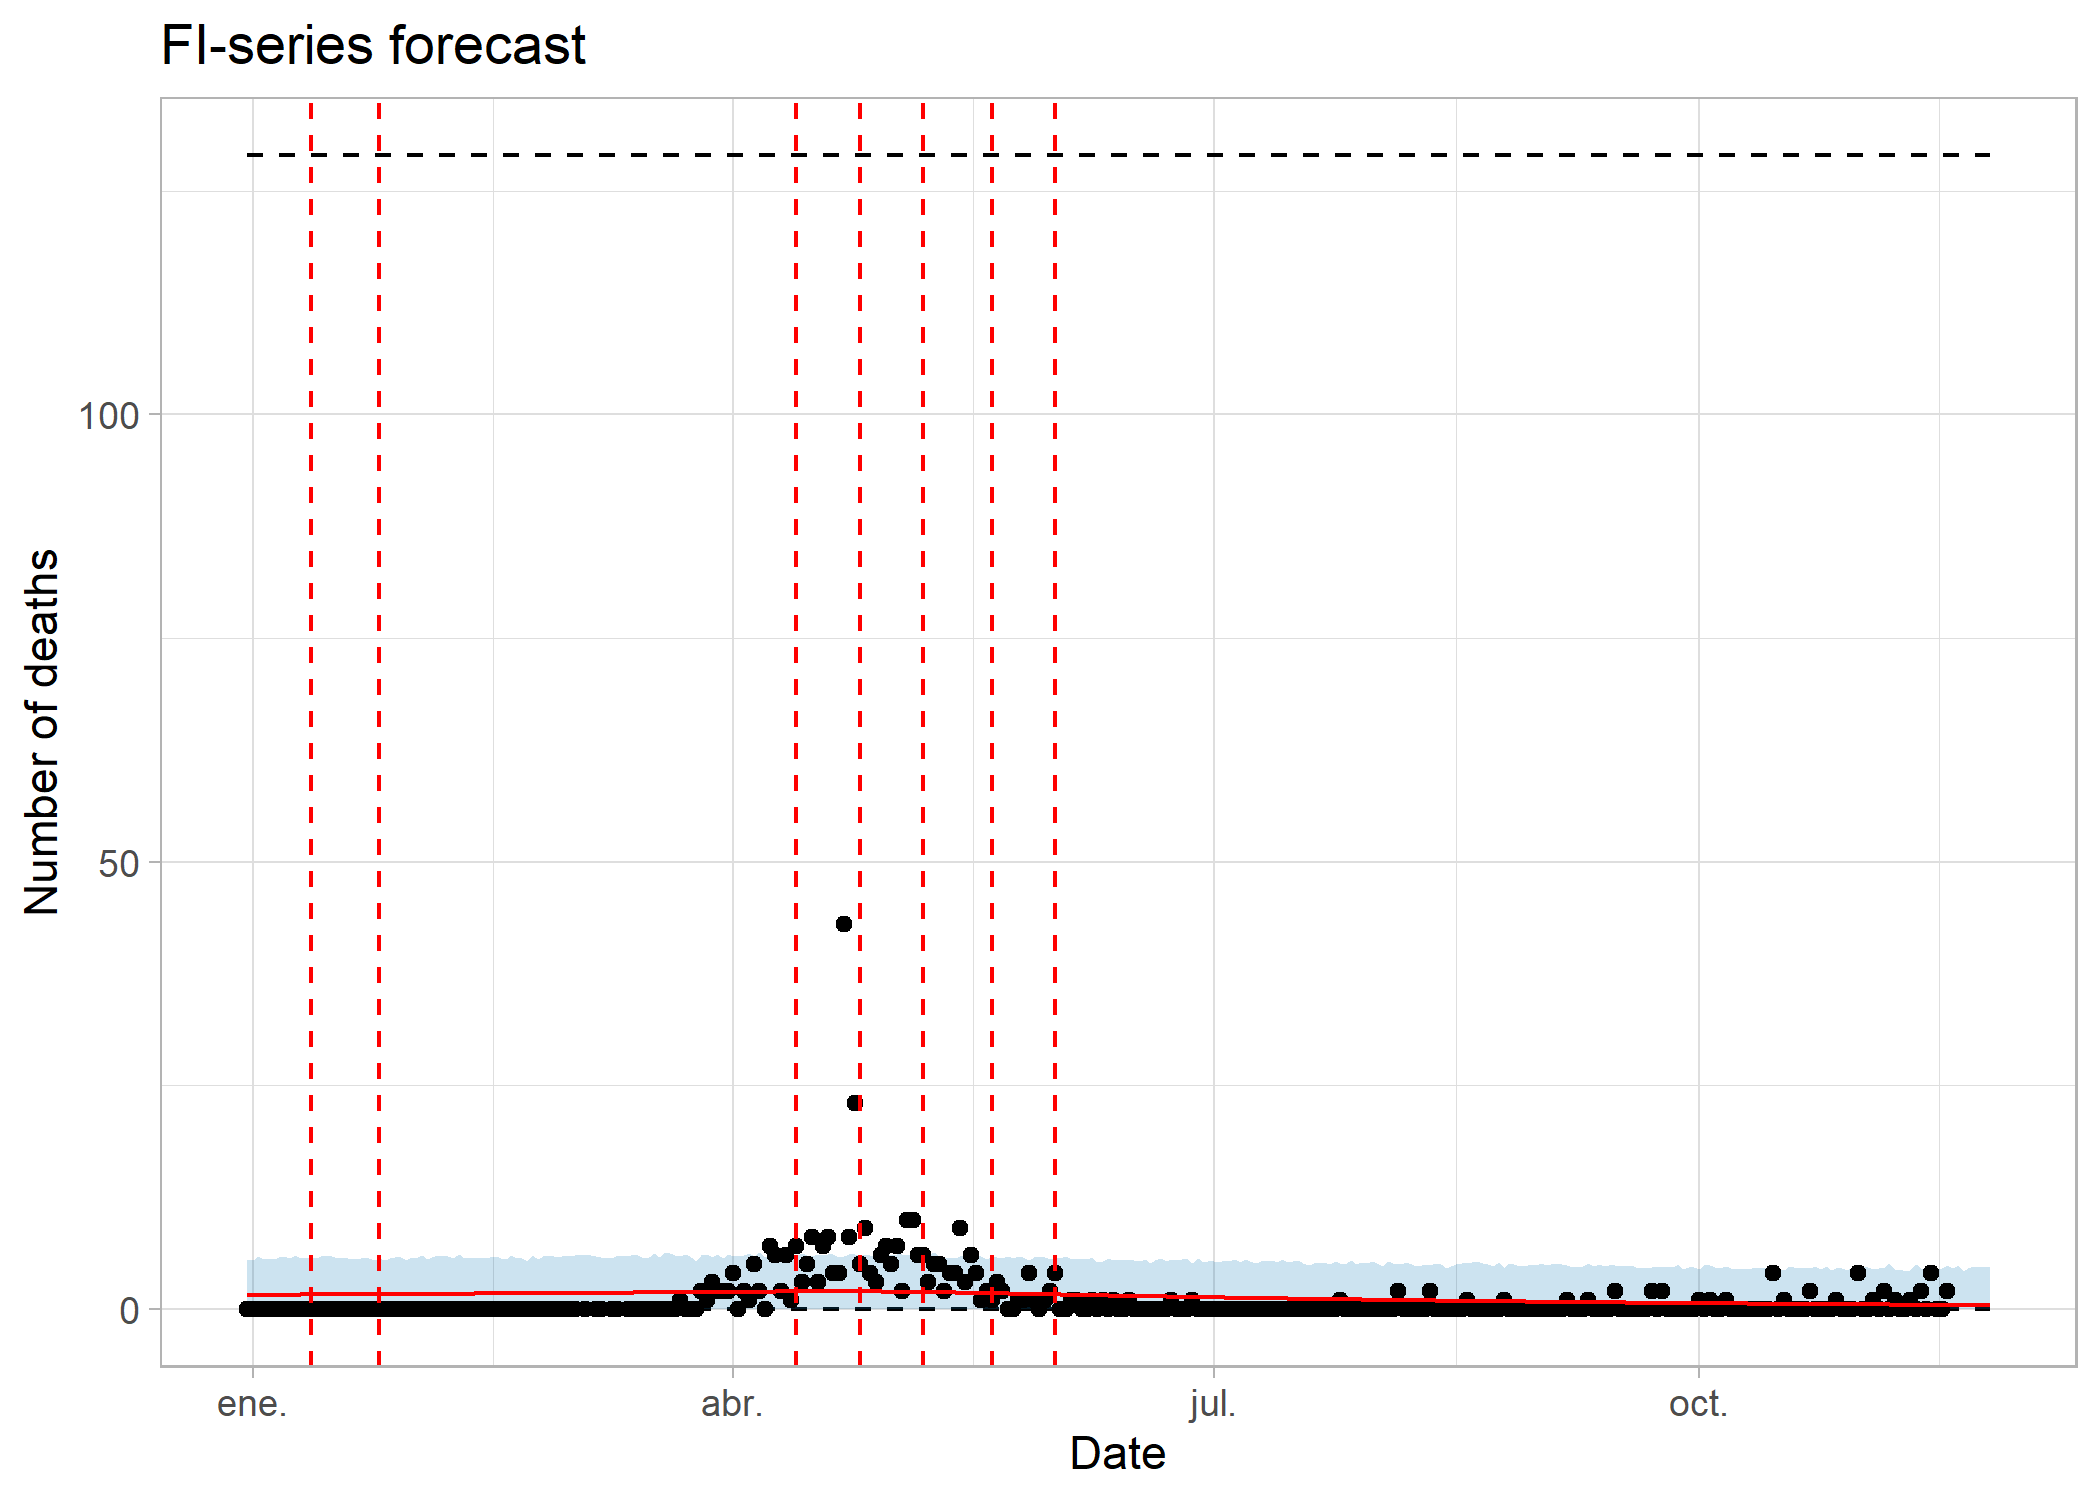 FI-series forecast
Number of deaths
100
50
0
ene.
abr.
jul.
oct.
Date